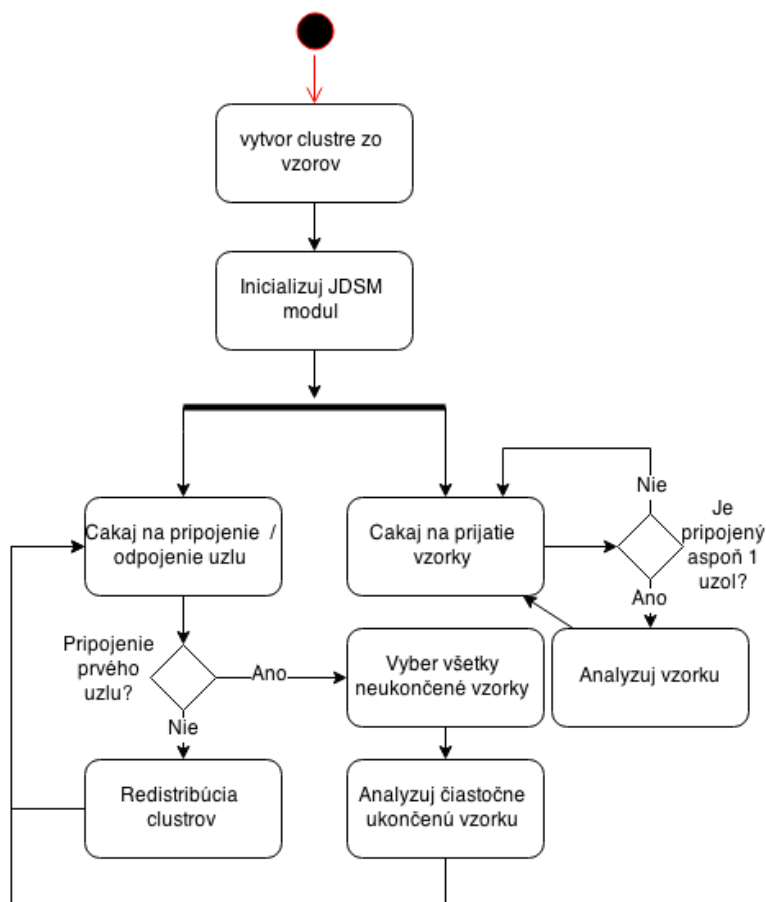 vytvor clustre zo
vzorov
Inicializuj JDSM
modul
Nie
Je
pripojený
aspoň 1
uzol?
Cakaj na pripojenie /
odpojenie uzlu
Cakaj na prijatie
vzorky
Ano
Pripojenie
prvého
uzlu?
Ano
Vyber všetky
neukončené vzorky
Analyzuj vzorku
Nie
Redistribúcia
clustrov
Analyzuj čiastočne
ukončenú vzorku